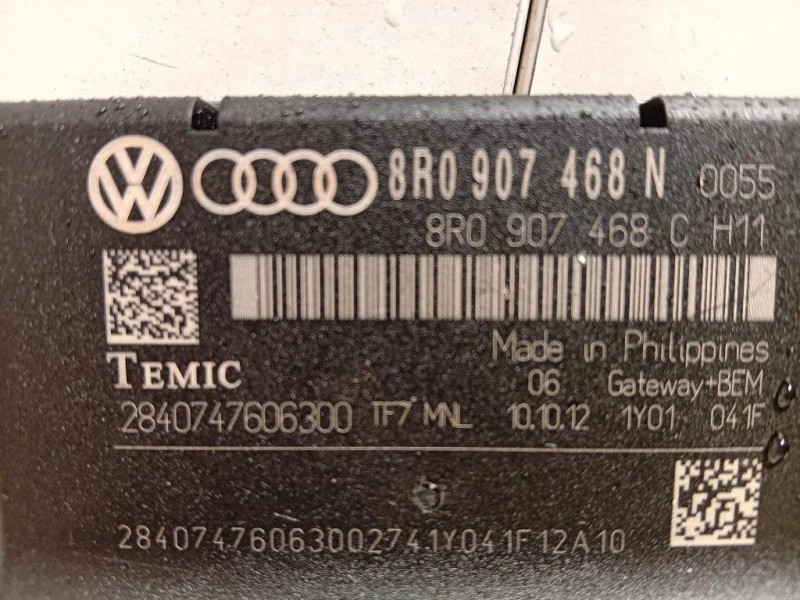 8R0 907 468 N 0055
8R0 907 468 C H11
Made in Philippines
TEMIC 06 Gateway+BEM
2840747606300 TF7 MNL 10.10.12 1Y01 041F
28407476063002741Y041F12A10